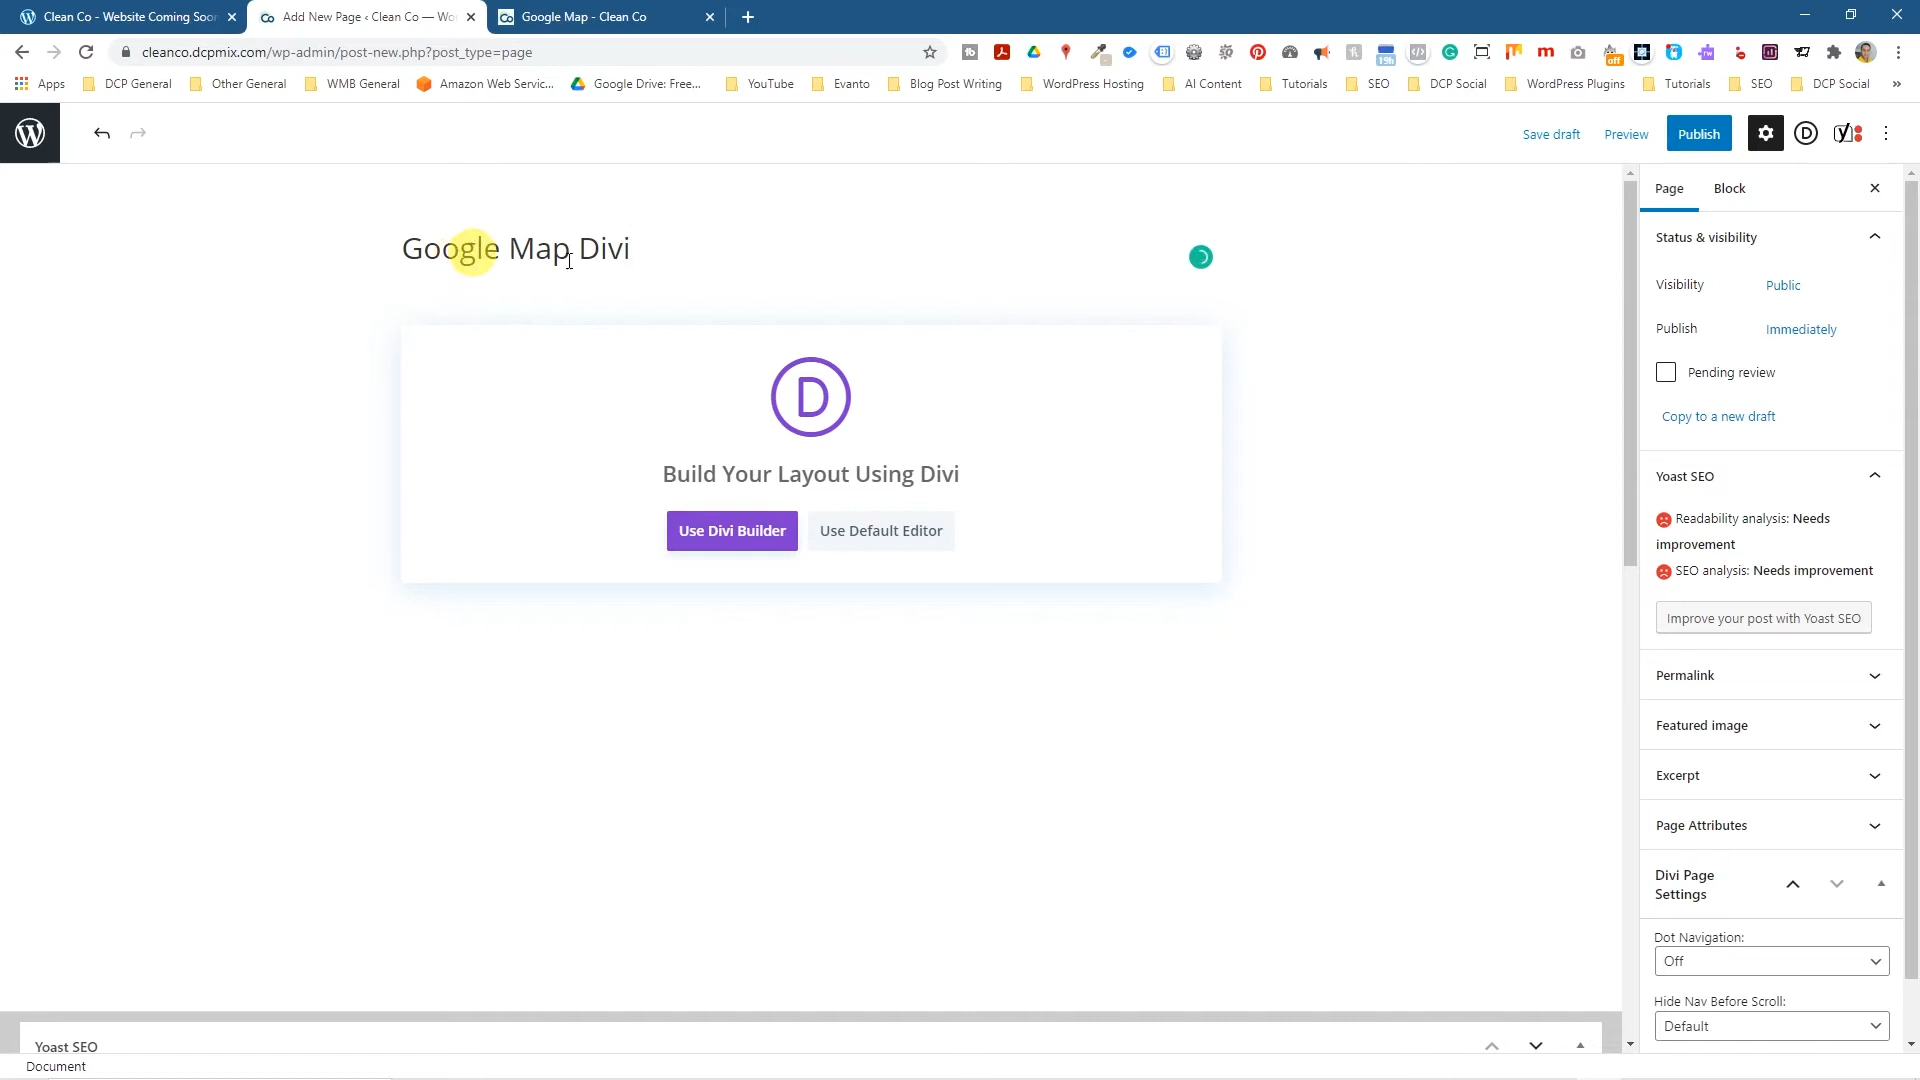 Clean Co - Website Coming Soon
Add New Page ‹ Clean Co — Wo
Google Map - Clean Co
cleanco.dcpmix.com/wp-admin/post-new.php?post_type=page
off
19h
Apps
DCP General
Other General
WMB General
Amazon Web Servic...
Google Drive: Free...
YouTube
Evanto
Blog Post Writing
WordPress Hosting
AI Content
Tutorials
SEO
DCP Social
WordPress Plugins
Tutorials
SEO
DCP Social
»
Save draft
Preview
Publish
Page
Block
Status & visibility
Google Map Divi
Visibility
Public
Publish
Immediately
Pending review
Copy to a new draft
D
Build Your Layout Using Divi
Use Divi Builder
Use Default Editor
Yoast SEO
Readability analysis: Needs
improvement
SEO analysis: Needs improvement
Improve your post with Yoast SEO
Permalink
Featured image
Excerpt
Page Attributes
Divi Page
Settings
Dot Navigation:
Off
Hide Nav Before Scroll:
Default
Yoast SEO
Document